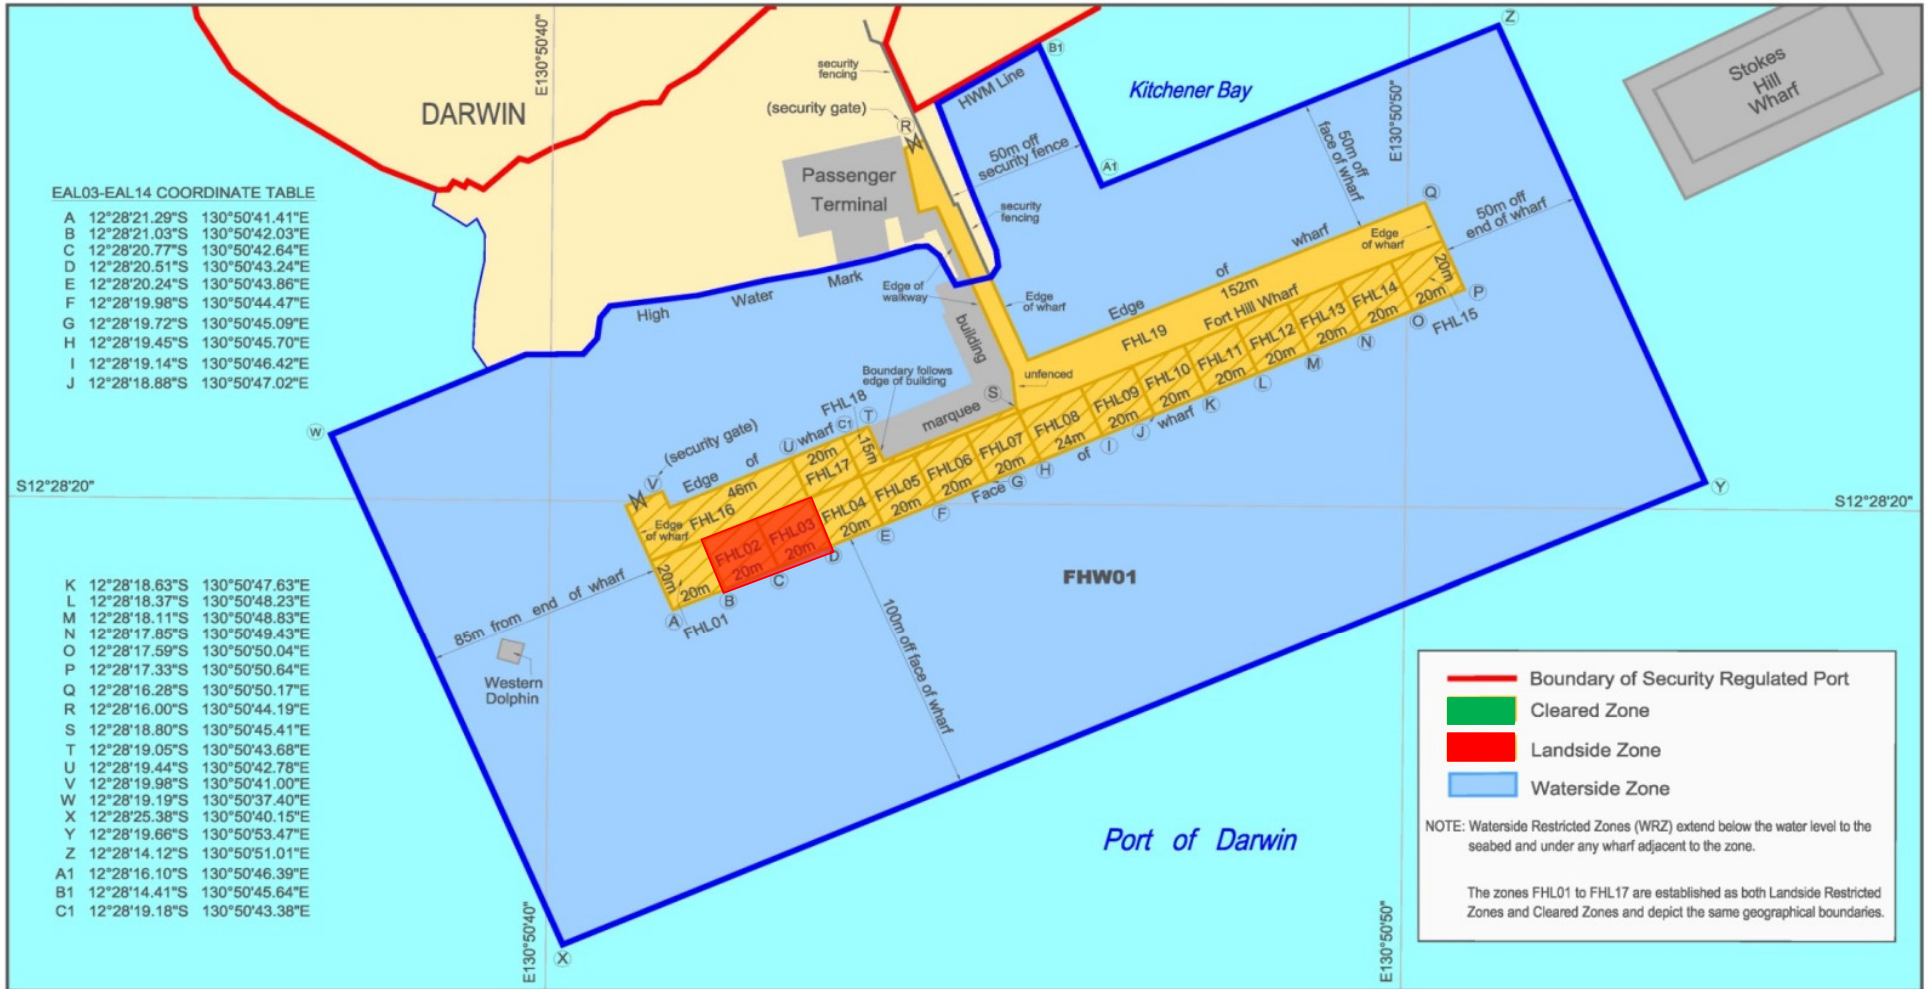 E130°50'40"
security
fencing
(security gate)
R
HWM Line
B1
Kitchener Bay
Z
E130°50'50"
Stokes
Hill
Wharf
DARWIN
50m off
security fence
A1
50m off
face of wharf
Passenger
Terminal
security
fencing
Q
50m off
end of wharf
EAL03-EAL14 COORDINATE TABLE
A 12°28'21.29"S 130°50'41.41"E
B 12°28'21.03"S 130°50'42.03"E
C 12°28'20.77"S 130°50'42.64"E
D 12°28'20.51"S 130°50'43.24"E
E 12°28'20.24"S 130°50'43.86"E
F 12°28'19.98"S 130°50'44.47"E
G 12°28'19.72"S 130°50'45.09"E
H 12°28'19.45"S 130°50'45.70"E
I 12°28'19.14"S 130°50'46.42"E
J 12°28'18.88"S 130°50'47.02"E
High Water Mark
Edge of
walkway
Edge
of wharf
Edge of wharf
152m
Edge
of wharf
FHL19
Fort Hill Wharf
20m
P
FHL15
building
Boundary follows
edge of building
unfenced
S
marquee
FHL18
T
C1
U
wharf
(security gate)
V
Edge of
46m
20m
15m
FHL16
FHL17
Edge
of wharf
20m
FHL02
20m
FHL03
20m
FHL04
20m
FHL05
20m
FHL06
20m
FHL07
20m
FHL08
24m
FHL09
20m
FHL10
20m
FHL11
20m
FHL12
20m
FHL13
20m
FHL14
20m
20m
20m
A
FHL01
B
C
D
E
F
Face
G
H
of
I
J
wharf
K
L
M
N
O
W
S12°28'20"
S12°28'20"
Y
FHW01
85m from end of wharf
100m off face of wharf
Western
Dolphin
K 12°28'18.63"S 130°50'47.63"E
L 12°28'18.37"S 130°50'48.23"E
M 12°28'18.11"S 130°50'48.83"E
N 12°28'17.85"S 130°50'49.43"E
O 12°28'17.59"S 130°50'50.04"E
P 12°28'17.33"S 130°50'50.64"E
Q 12°28'16.28"S 130°50'50.17"E
R 12°28'16.00"S 130°50'44.19"E
S 12°28'18.80"S 130°50'45.41"E
T 12°28'19.05"S 130°50'43.68"E
U 12°28'19.44"S 130°50'42.78"E
V 12°28'19.98"S 130°50'41.00"E
W 12°28'19.19"S 130°50'37.40"E
X 12°28'25.38"S 130°50'40.15"E
Y 12°28'19.66"S 130°50'53.47"E
Z 12°28'14.12"S 130°50'51.01"E
A1 12°28'16.10"S 130°50'46.39"E
B1 12°28'14.41"S 130°50'45.64"E
C1 12°28'19.18"S 130°50'43.38"E
Port of Darwin
E130°50'40"
X
E130°50'50"
Boundary of Security Regulated Port
Cleared Zone
Landside Zone
Waterside Zone
NOTE: Waterside Restricted Zones (WRZ) extend below the water level to the
seabed and under any wharf adjacent to the zone.
The zones FHL01 to FHL17 are established as both Landside Restricted
Zones and Cleared Zones and depict the same geographical boundaries.